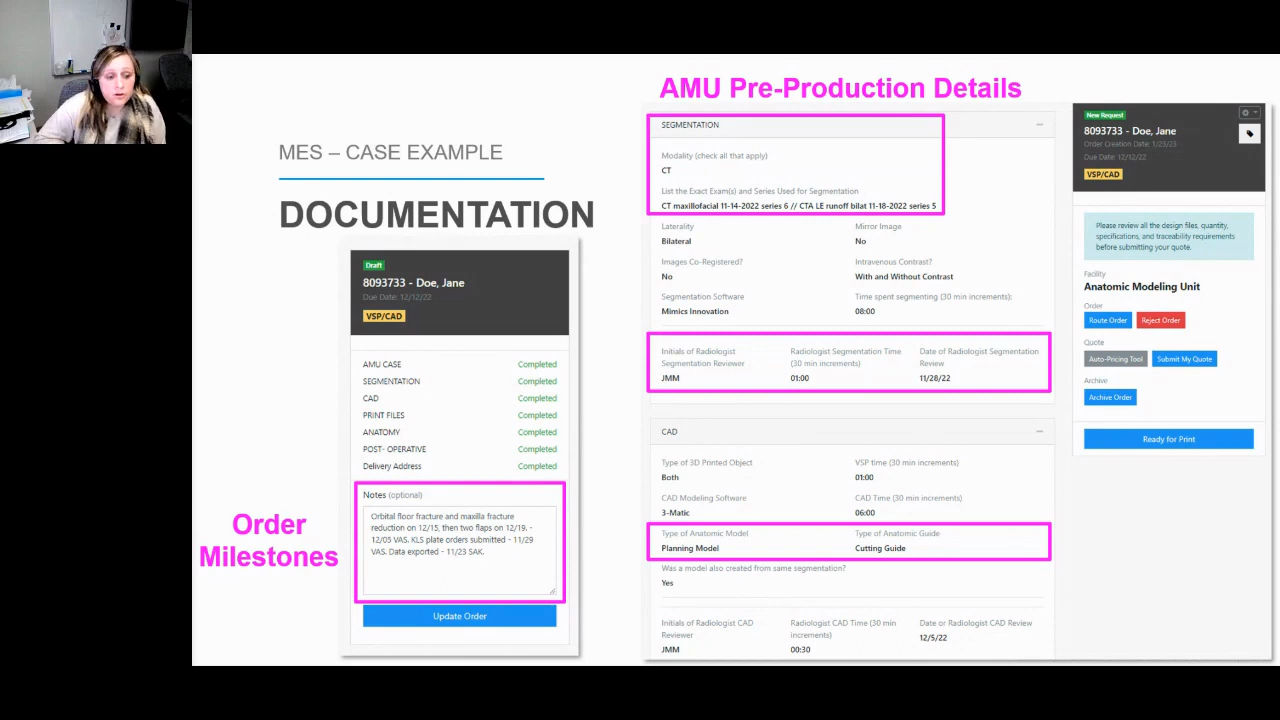 AMU Pre-Production Details
MES – CASE EXAMPLE
DOCUMENTATION
Draft
8093733 - Doe, Jane
Due Date: 12/12/22
VSP/CAD
AMU CASE Completed
SEGMENTATION Completed
CAD Completed
PRINT FILES Completed
ANATOMY Completed
POST- OPERATIVE Completed
Delivery Address Completed
Notes (optional)
Orbital floor fracture and maxilla fracture
reduction on 12/15, then two flaps on 12/19. -
12/05 VAS. KLS plate orders submitted - 11/29
VAS. Data exported - 11/23 SAK.
Update Order
Order
Milestones
SEGMENTATION
Modality (check all that apply)
CT
List the Exact Exam(s) and Series Used for Segmentation
CT maxillofacial 11-14-2022 series 6 // CTA LE runoff bilat 11-18-2022 series 5
Laterality Mirror Image
Bilateral No
Images Co-Registered? Intravenous Contrast?
No With and Without Contrast
Segmentation Software Time spent segmenting (30 min increments):
Mimics Innovation 08:00
Initials of Radiologist Radiologist Segmentation Time Date of Radiologist Segmentation
Segmentation Reviewer (30 min increments) Review
JMM 01:00 11/28/22
CAD
Type of 3D Printed Object VSP time (30 min increments)
Both 01:00
CAD Modeling Software CAD Time (30 min increments)
3-Matic 06:00
Type of Anatomic Model Type of Anatomic Guide
Planning Model Cutting Guide
Was a model also created from same segmentation?
Yes
Initials of Radiologist CAD Radiologist CAD Time (30 min Date or Radiologist CAD Review
Reviewer increments) 12/5/22
JMM 00:30
New Request
8093733 - Doe, Jane
Order Creation Date: 1/23/23
Due Date: 12/12/22
VSP/CAD
Please review all the design files, quantity,
specifications, and traceability requirements
before submitting your quote.
Facility
Anatomic Modeling Unit
Order
Route Order Reject Order
Quote
Auto-Pricing Tool Submit My Quote
Archive
Archive Order
Ready for Print